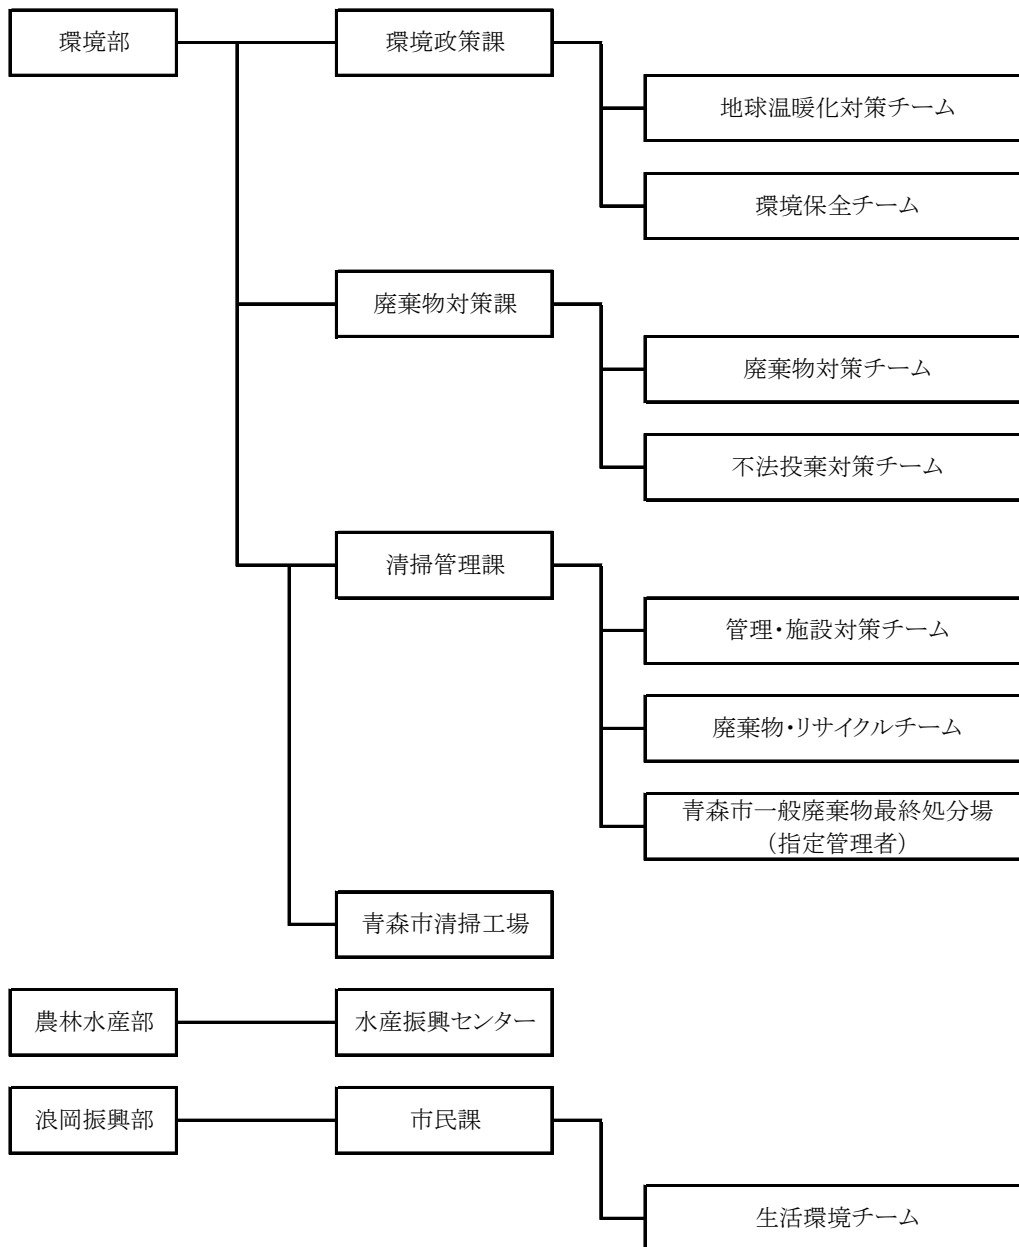 環境部
環境政策課
地球温暖化対策チーム
環境保全チーム
廃棄物対策課
廃棄物対策チーム
不法投棄対策チーム
清掃管理課
管理・施設対策チーム
廃棄物・リサイクルチーム
青森市一般廃棄物最終処分場
（指定管理者）
青森市清掃工場
農林水産部
水産振興センター
浪岡振興部
市民課
生活環境チーム